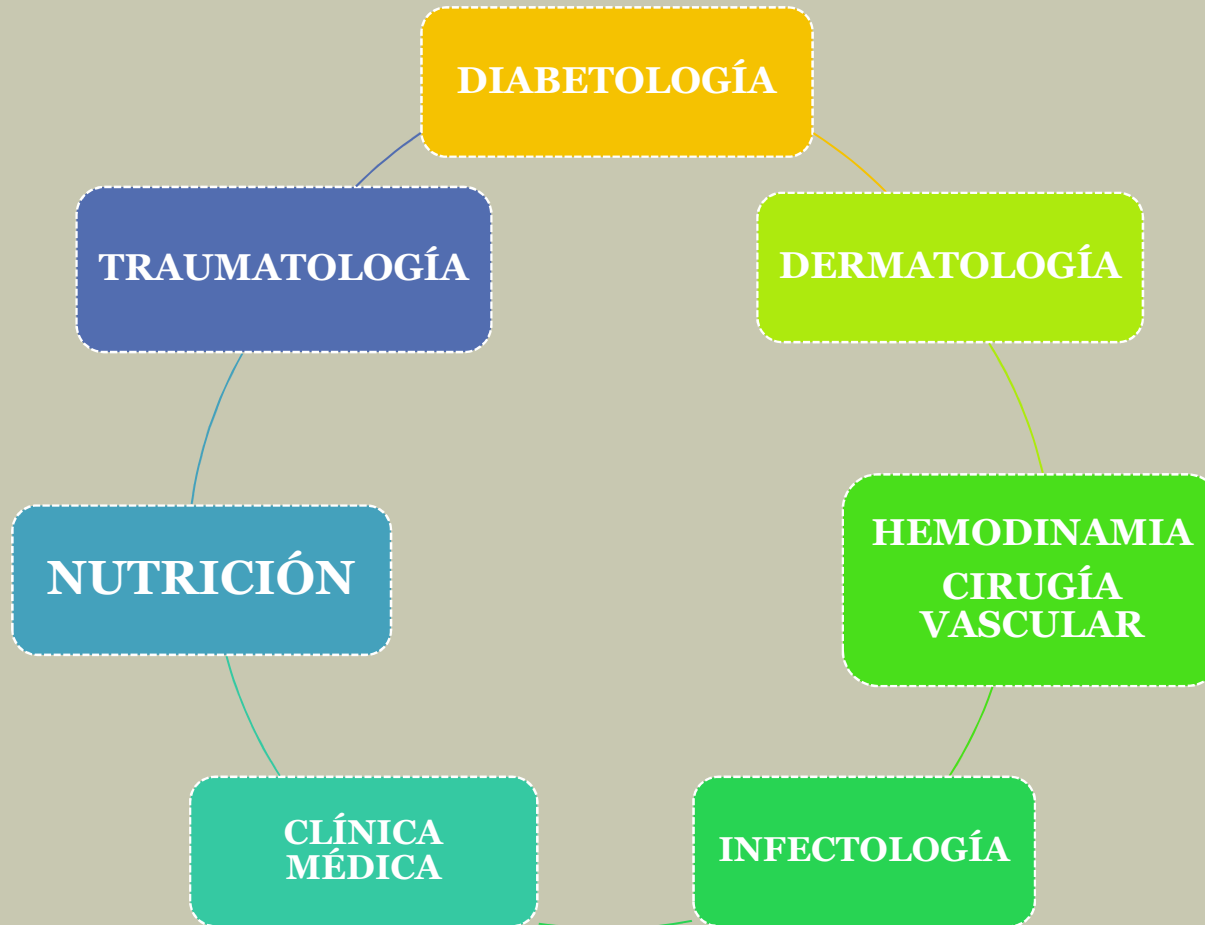 DIABETOLOGÍA
TRAUMATOLOGÍA
DERMATOLOGÍA
NUTRICIÓN
HEMODINAMIA
CIRUGÍA
VASCULAR
CLÍNICA
MÉDICA
INFECTOLOGÍA